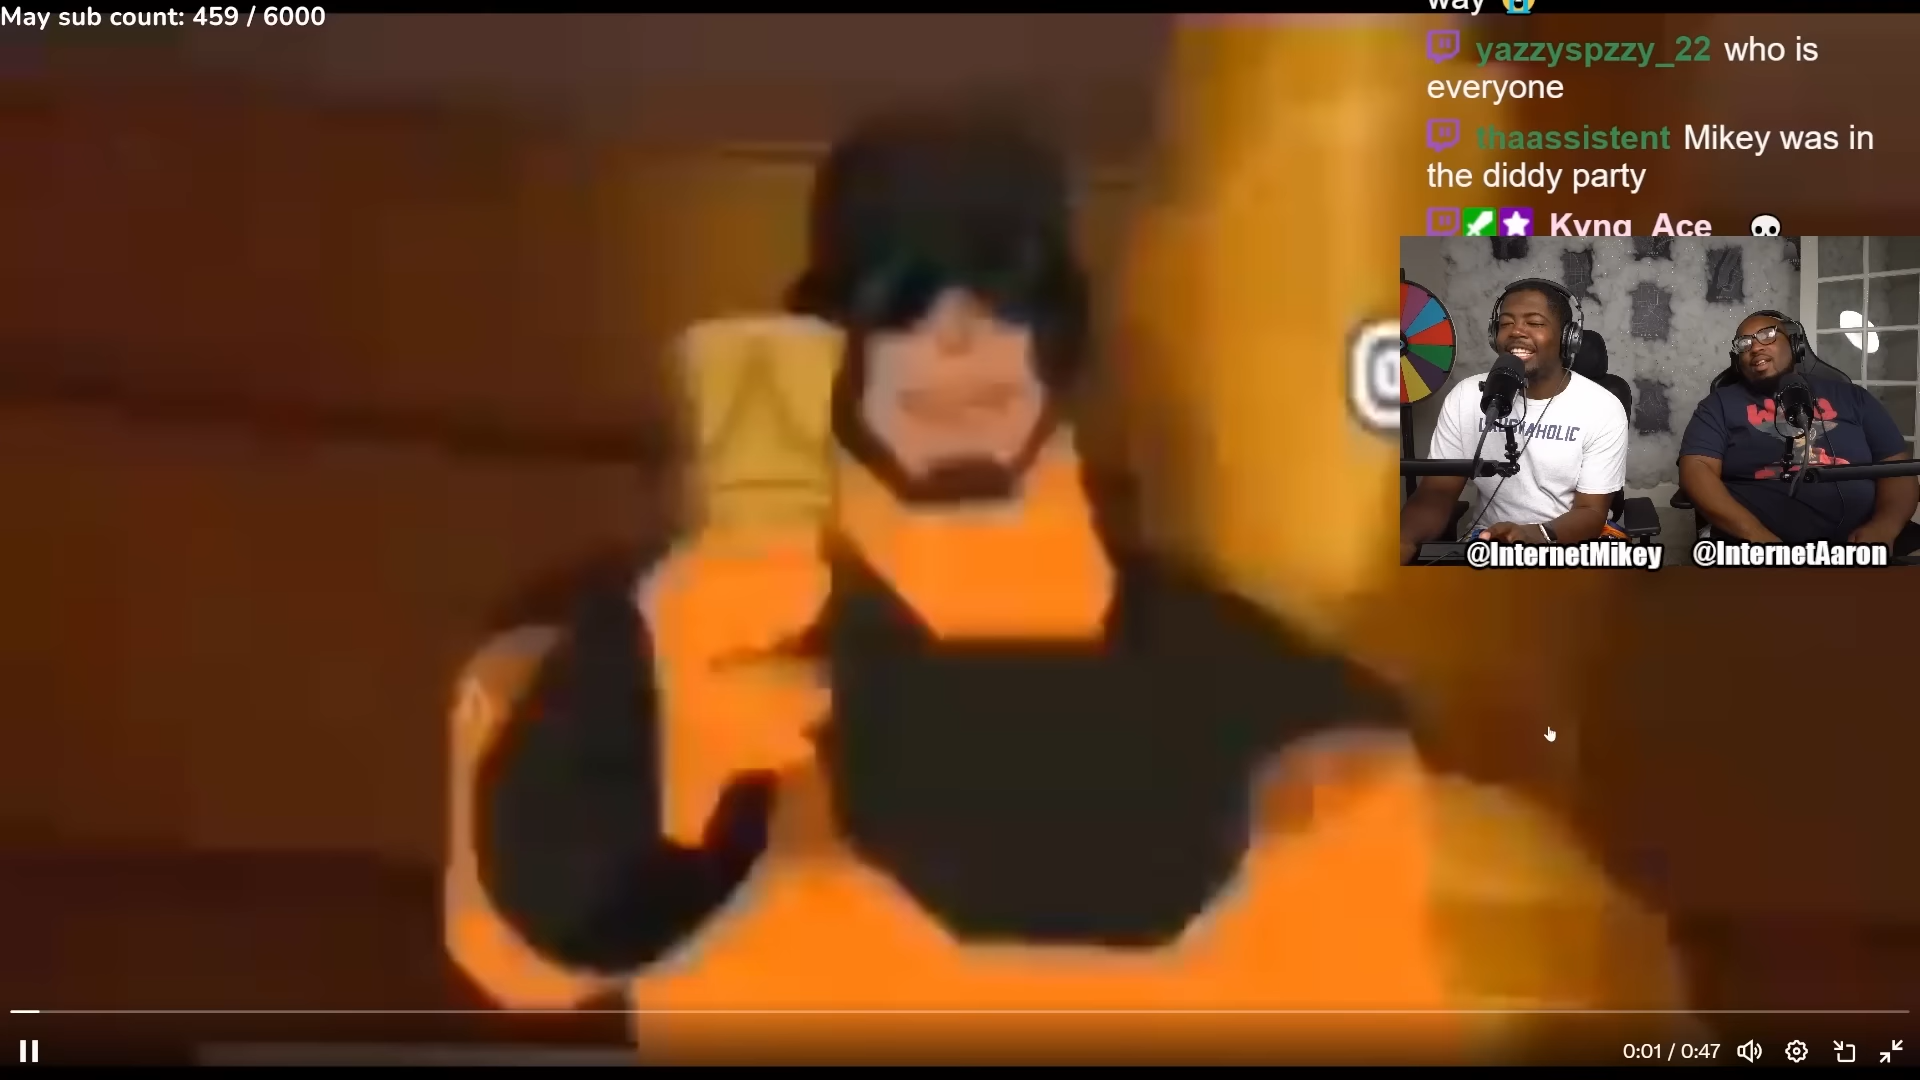 May sub count: 459 / 6000
way 😭
yazzyspzzy_22 who is
everyone
thaassistent Mikey was in
the diddy party
Kyng_Ace 💀
@InternetMikey @InternetAaron
0:01 / 0:47